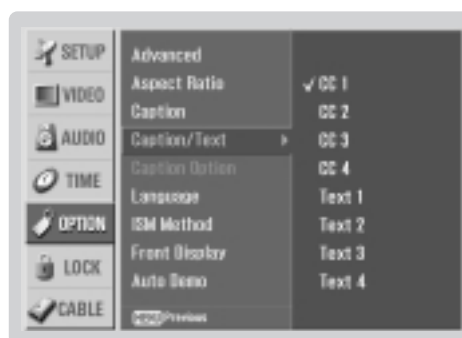 SETUP
VIDEO
AUDIO
TIME
OPTION
LOCK
CABLE
Advanced
Aspect Ratio
Caption
Caption/Text
Caption Option
Language
ISM Method
Front Display
Auto Demo
MENU Previous
CC 1
CC 2
CC 3
CC 4
Text 1
Text 2
Text 3
Text 4